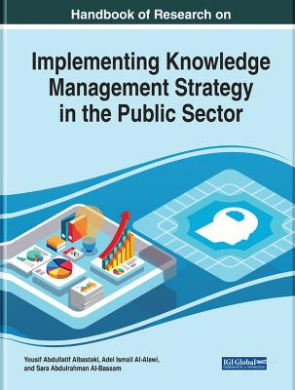 Handbook of Research on
Implementing Knowledge
Management Strategy
in the Public Sector
Yousif Abdullatif Albastaki, Adel Ismail Al-Alawi,
and Sara Abdulrahman Al-Bassam
IGI Global